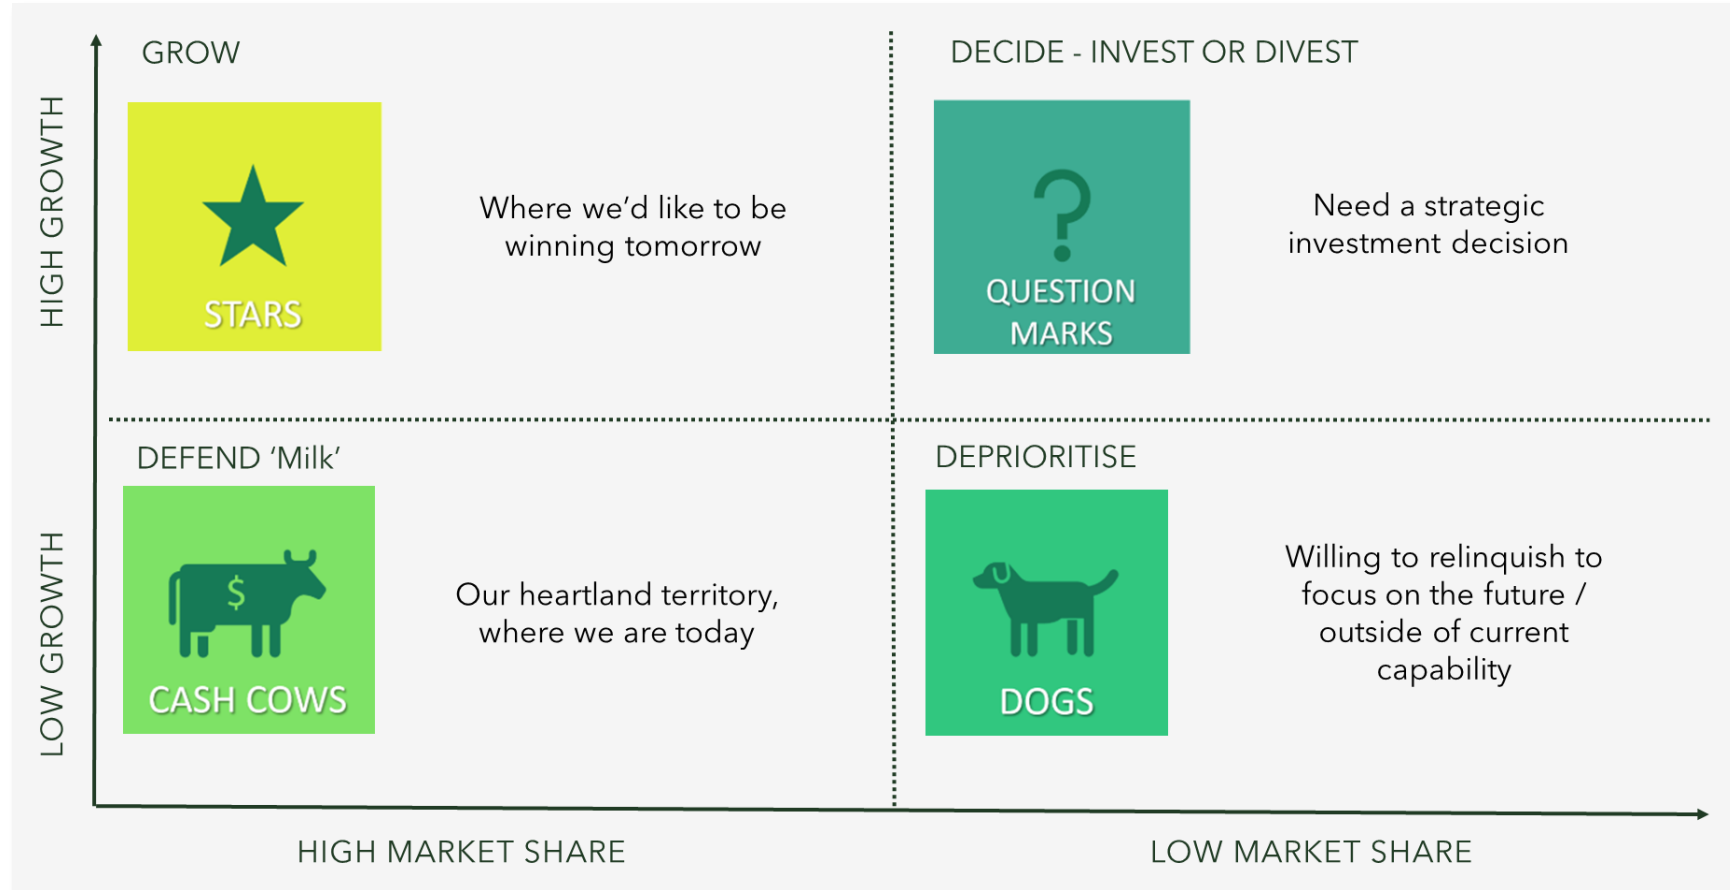 GROW
DECIDE - INVEST OR DIVEST
HIGH GROWTH
STARS
Where we’d like to be
winning tomorrow
?
QUESTION
MARKS
Need a strategic
investment decision
DEFEND ‘Milk’
DEPRIORITISE
LOW GROWTH
$
CASH COWS
Our heartland territory,
where we are today
DOGS
Willing to relinquish to
focus on the future /
outside of current
capability
HIGH MARKET SHARE
LOW MARKET SHARE